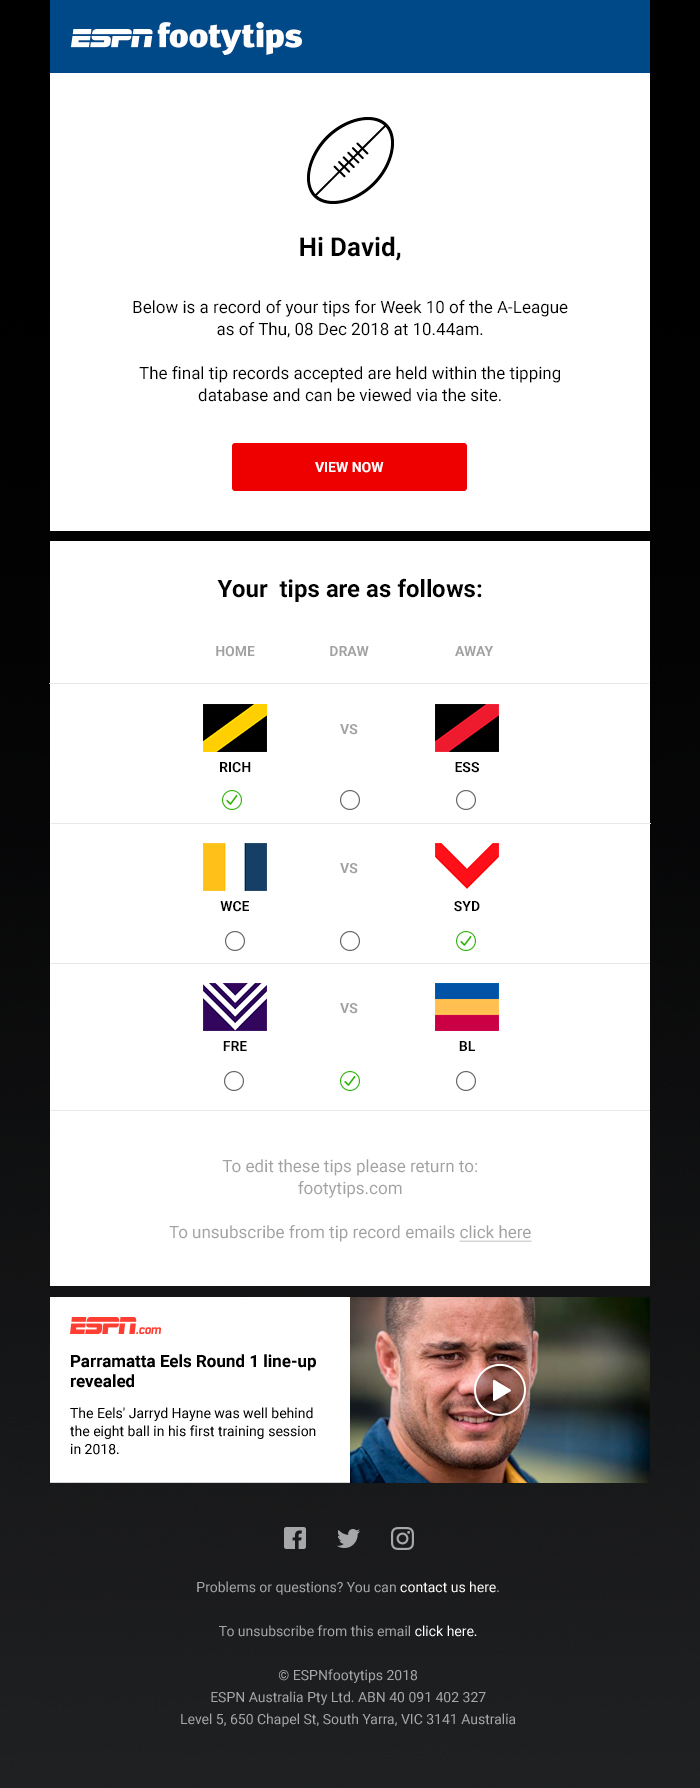 ESPN footytips
Hi David,
Below is a record of your tips for Week 10 of the A-League
as of Thu, 08 Dec 2018 at 10.44am.
The final tip records accepted are held within the tipping
database and can be viewed via the site.
VIEW NOW
Your tips are as follows:
HOME DRAW AWAY
VS
RICH ESS
VS
WCE SYD
VS
FRE BL
To edit these tips please return to:
footytips.com
To unsubscribe from tip record emails click here
ESPN.com
Parramatta Eels Round 1 line-up
revealed
The Eels' Jarryd Hayne was well behind
the eight ball in his first training session
in 2018.
Problems or questions? You can contact us here.
To unsubscribe from this email click here.
© ESPNfootytips 2018
ESPN Australia Pty Ltd. ABN 40 091 402 327
Level 5, 650 Chapel St, South Yarra, VIC 3141 Australia